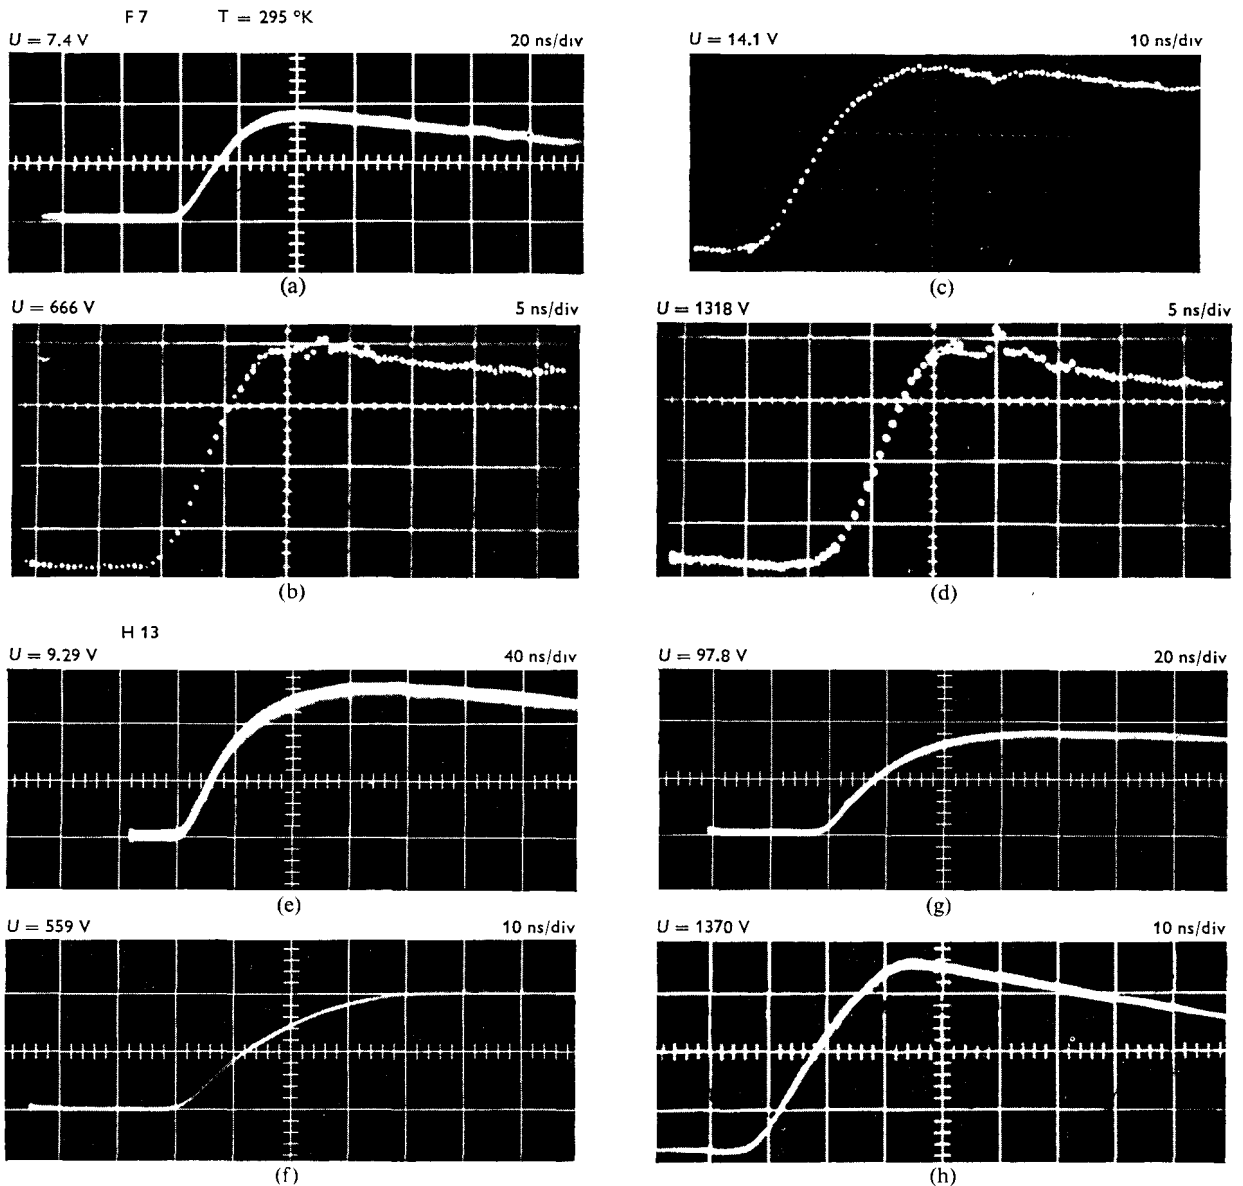 F 7 T = 295 °K
U = 7.4 V 20 ns/div
U = 14.1 V 10 ns/div
(a)
(c)
U = 666 V 5 ns/div
U = 1318 V 5 ns/div
(b)
(d)
H 13
U = 9.29 V 40 ns/div
U = 97.8 V 20 ns/div
(e)
(g)
U = 559 V 10 ns/div
U = 1370 V 10 ns/div
(f)
(h)